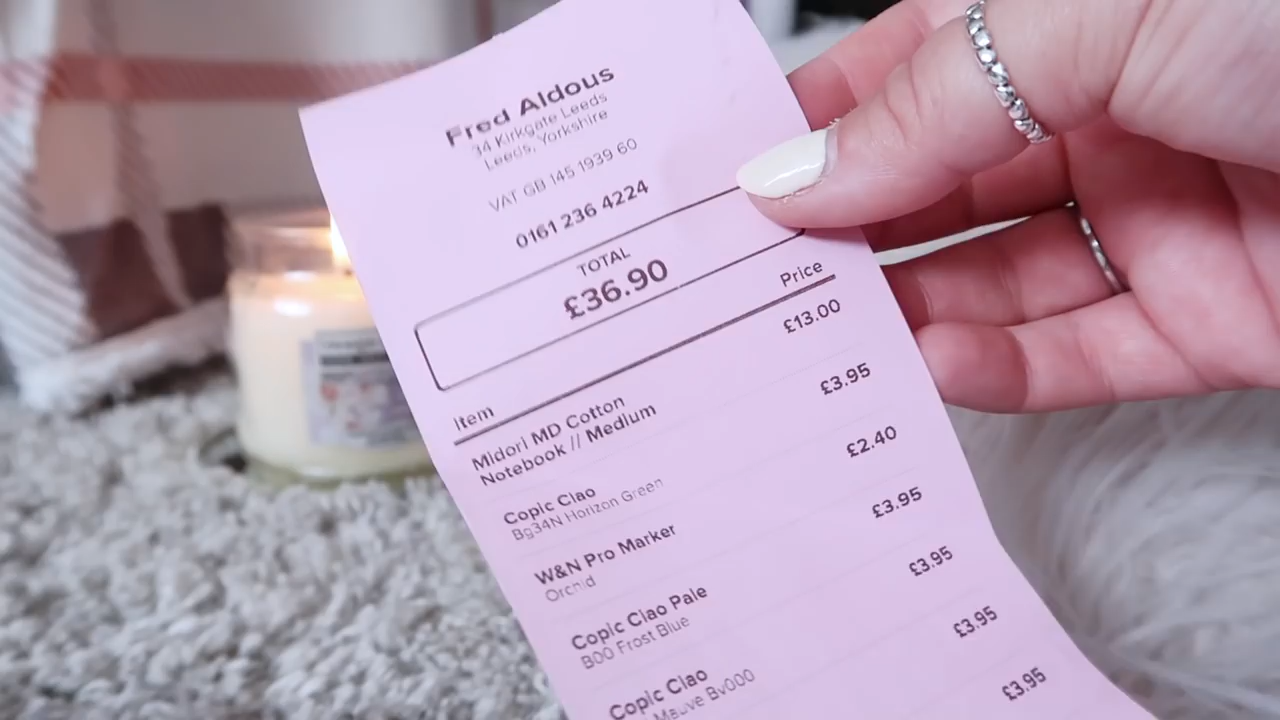 Fred Aldous
34 Kirkgate Leeds
Leeds, Yorkshire
VAT GB 145 1939 60
0161 236 4224
TOTAL
£36.90
Item Price
Midori MD Cotton £13.00
Notebook // Medium
Copic Ciao £3.95
Bg34N Horizon Green
W&N Pro Marker £2.40
Orchid
Copic Ciao Pale £3.95
B00 Frost Blue
Copic Ciao £3.95
Mauve Bv000
£3.95
£3.95